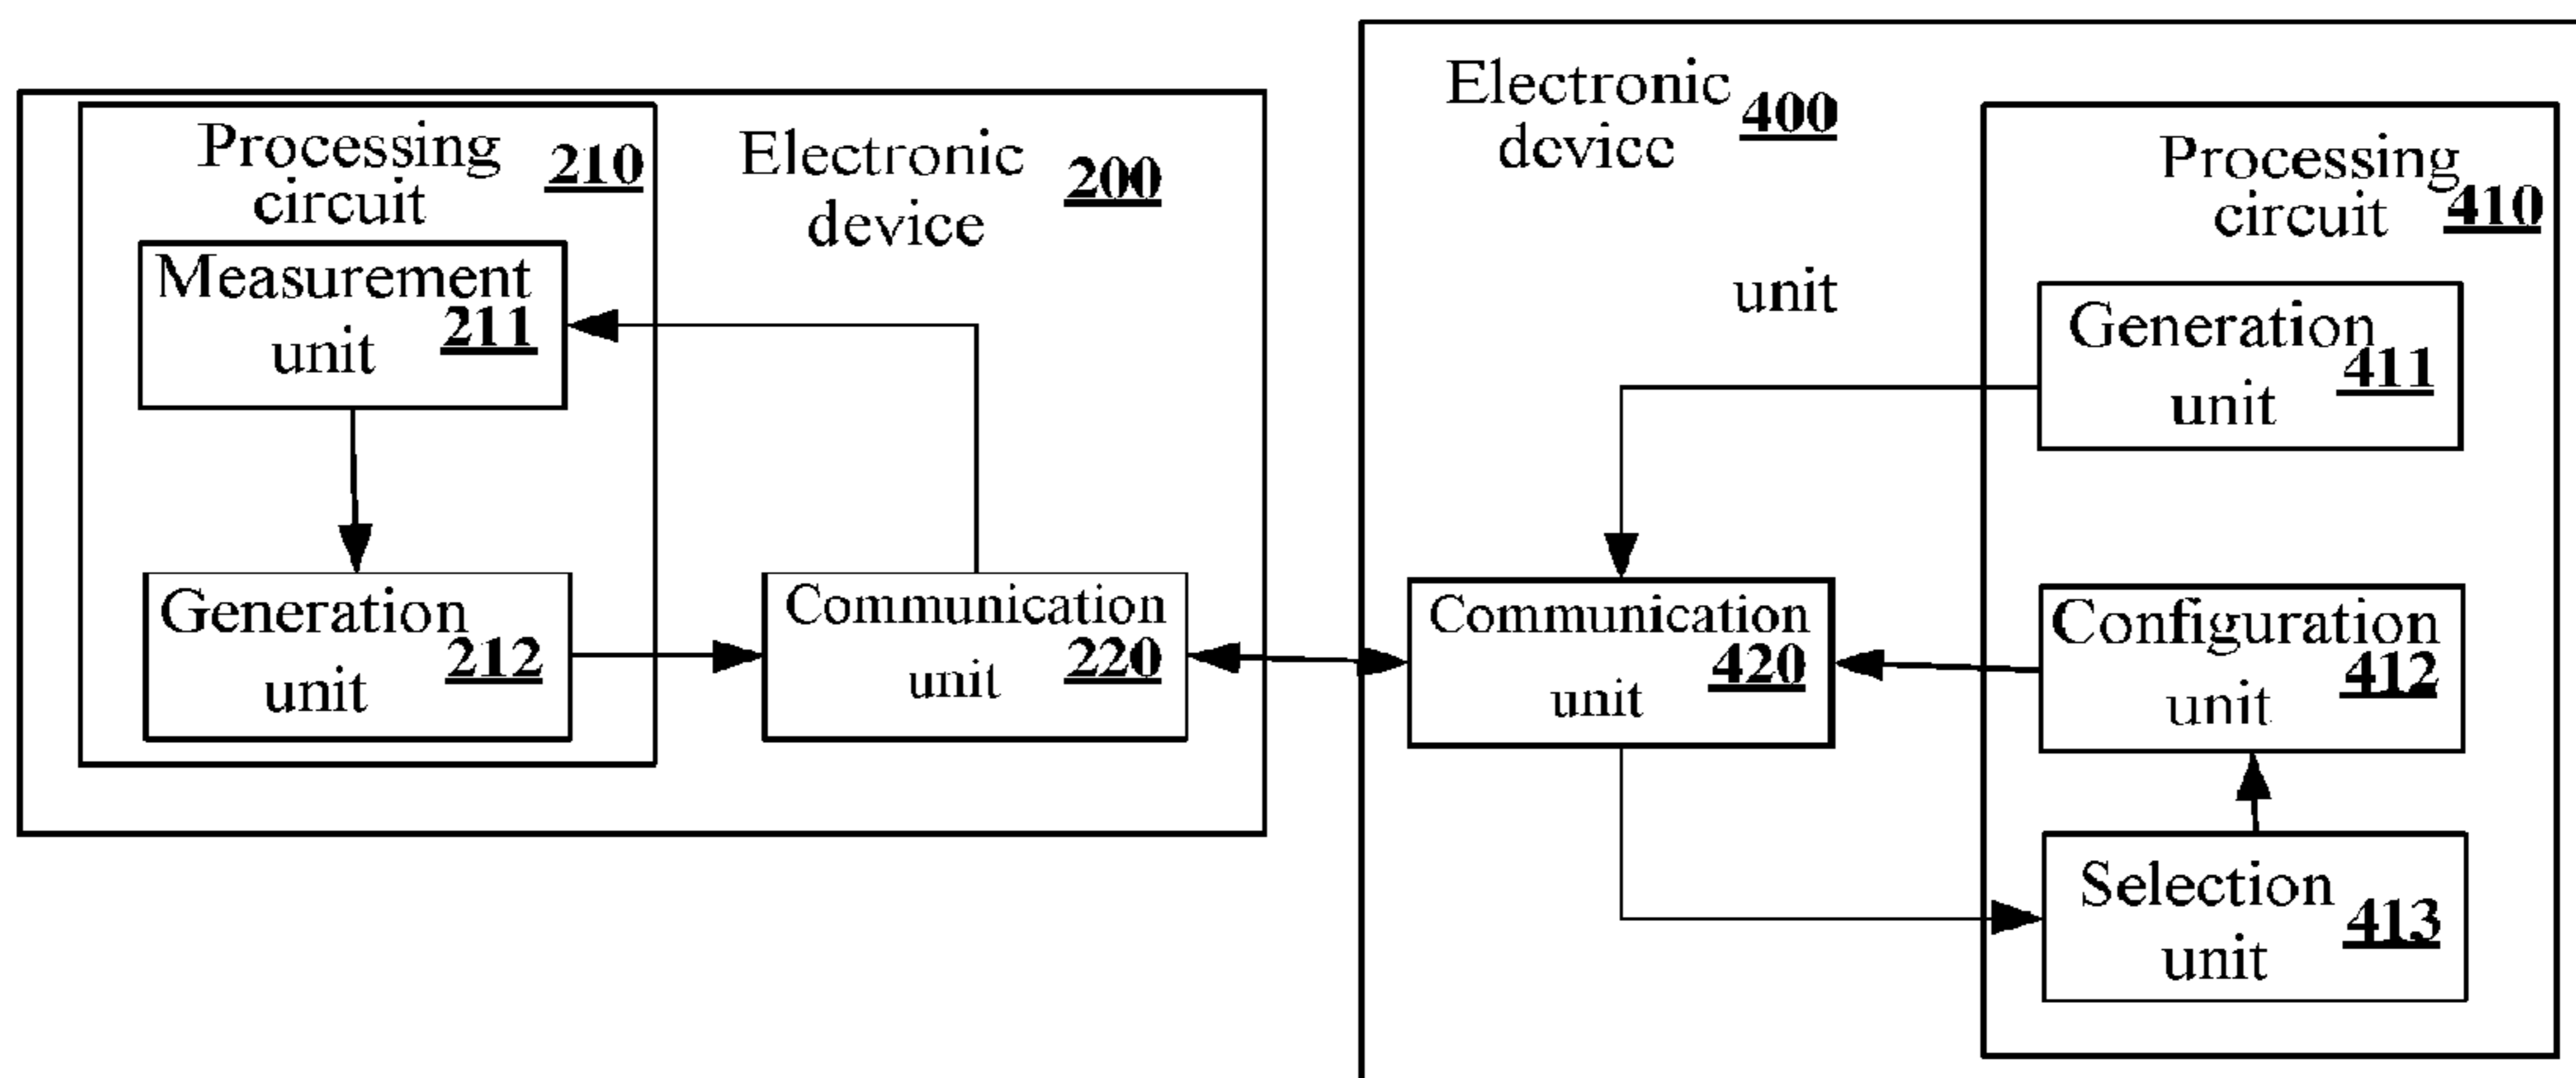 Processing
circuit 210
Measurement
unit 211
Generation
unit 212
Electronic
device 200
Communication
unit 220
Electronic
device 400
unit
Communication
unit 420
Processing
circuit 410
Generation
unit 411
Configuration
unit 412
Selection
unit 413